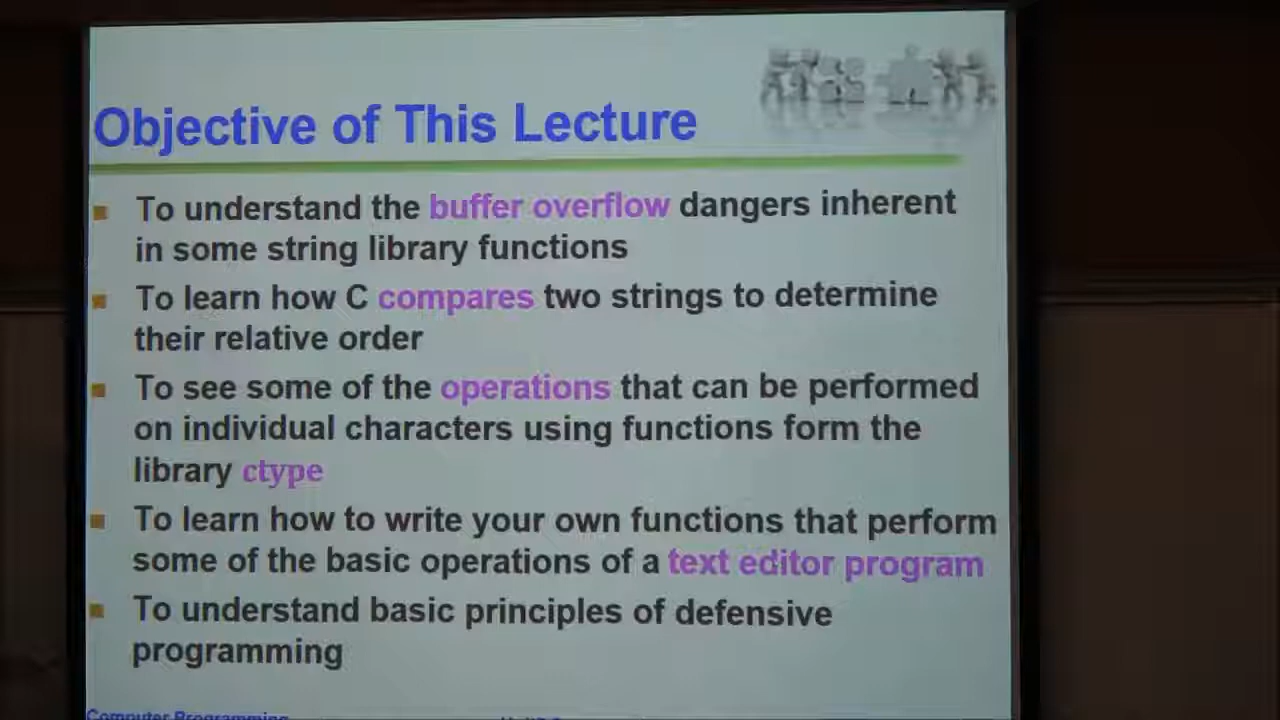 Objective of This Lecture
To understand the buffer overflow dangers inherent
in some string library functions
To learn how C compares two strings to determine
their relative order
To see some of the operations that can be performed
on individual characters using functions form the
library ctype
To learn how to write your own functions that perform
some of the basic operations of a text editor program
To understand basic principles of defensive
programming
Computer Programming